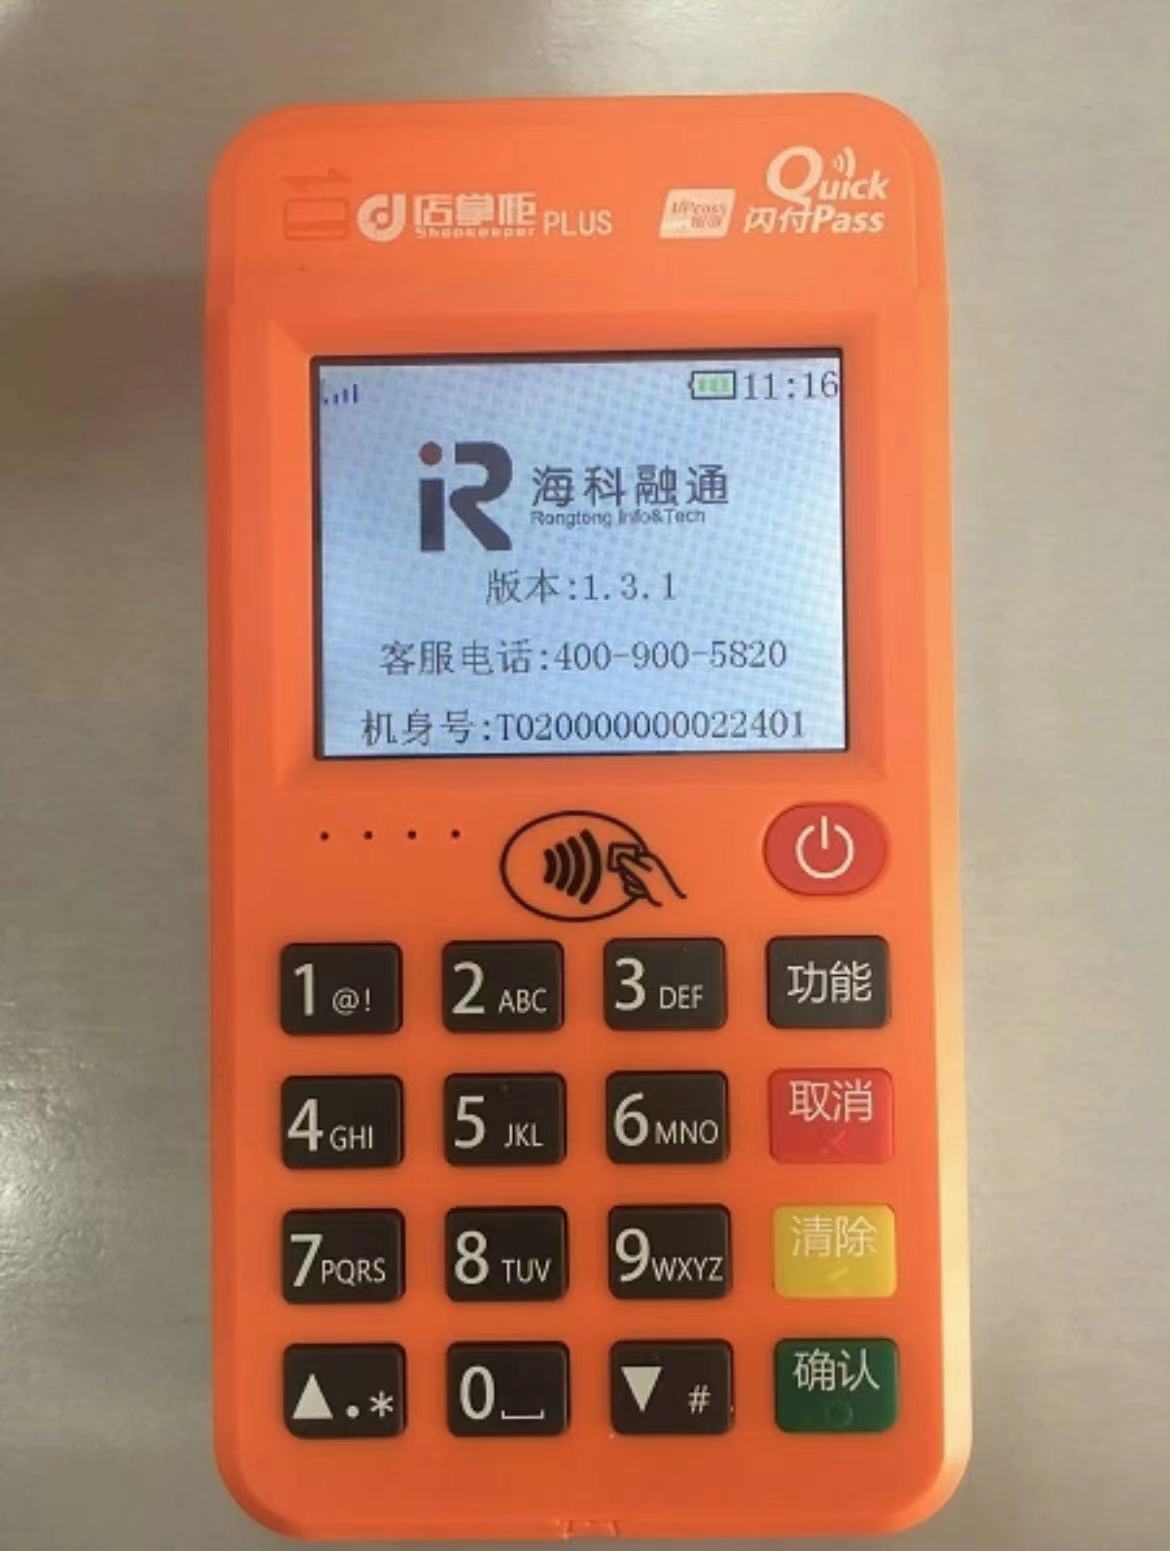 店掌柜 PLUS
Shopkeeper
Quick
闪付Pass
11:16
iR 海科融通
Rongtong Info&Tech
版本:1.3.1
客服电话:400-900-5820
机身号:T020000000022401
1 @! 2 ABC 3 DEF 功能
4 GHI 5 JKL 6 MNO 取消
7 PQRS 8 TUV 9 WXYZ 清除
▲.* 0 ⎵ ▼ # 确认